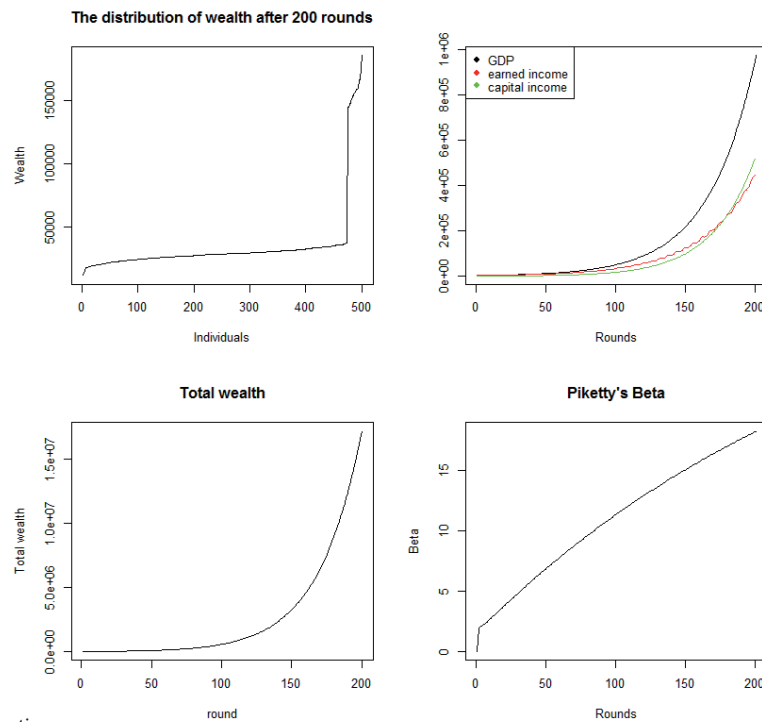 The distribution of wealth after 200 rounds
Wealth
50000
100000
150000
0
100
200
300
400
500
Individuals
GDP
earned income
capital income
0e+00
2e+05
4e+05
6e+05
8e+05
1e+06
0
50
100
150
200
Rounds
Total wealth
Total wealth
0.0e+00
5.0e+06
1.0e+07
1.5e+07
0
50
100
150
200
round
Piketty's Beta
Beta
0
5
10
15
0
50
100
150
200
Rounds